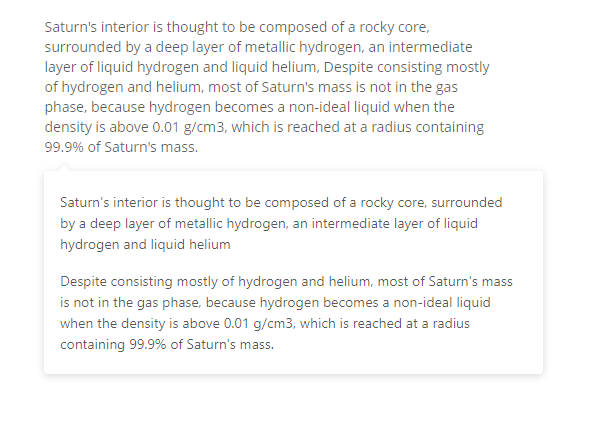 Saturn's interior is thought to be composed of a rocky core,
surrounded by a deep layer of metallic hydrogen, an intermediate
layer of liquid hydrogen and liquid helium, Despite consisting mostly
of hydrogen and helium, most of Saturn's mass is not in the gas
phase, because hydrogen becomes a non-ideal liquid when the
density is above 0.01 g/cm3, which is reached at a radius containing
99.9% of Saturn's mass.
Saturn's interior is thought to be composed of a rocky core, surrounded
by a deep layer of metallic hydrogen, an intermediate layer of liquid
hydrogen and liquid helium
Despite consisting mostly of hydrogen and helium, most of Saturn's mass
is not in the gas phase, because hydrogen becomes a non-ideal liquid
when the density is above 0.01 g/cm3, which is reached at a radius
containing 99.9% of Saturn's mass.